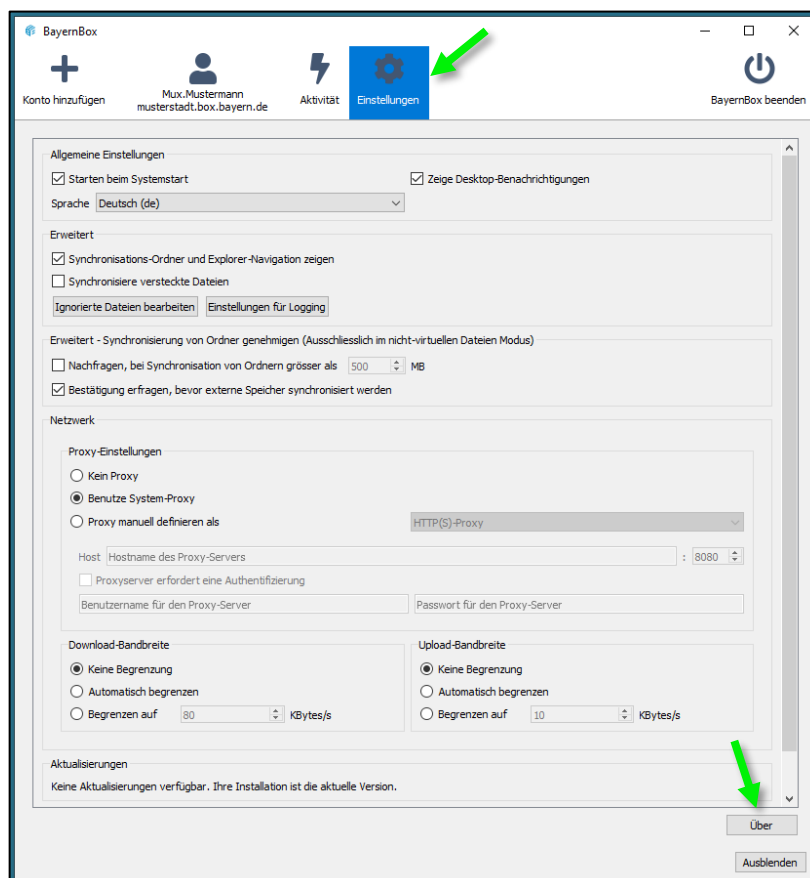 BayernBox
Konto hinzufügen
Mux.Mustermann
musterstadt.box.bayern.de
Aktivität
Einstellungen
BayernBox beenden
Allgemeine Einstellungen
Starten beim Systemstart
Zeige Desktop-Benachrichtigungen
Sprache Deutsch (de)
Erweitert
Synchronisations-Ordner und Explorer-Navigation zeigen
Synchronisiere versteckte Dateien
Ignorierte Dateien bearbeiten Einstellungen für Logging
Erweitert - Synchronisierung von Ordner genehmigen (Ausschliesslich im nicht-virtuellen Dateien Modus)
Nachfragen, bei Synchronisation von Ordnern grösser als 500 MB
Bestätigung erfragen, bevor externe Speicher synchronisiert werden
Netzwerk
Proxy-Einstellungen
Kein Proxy
Benutze System-Proxy
Proxy manuell definieren als HTTP(S)-Proxy
Host Hostname des Proxy-Servers : 8080
Proxyserver erfordert eine Authentifizierung
Benutzername für den Proxy-Server Passwort für den Proxy-Server
Download-Bandbreite
Keine Begrenzung
Automatisch begrenzen
Begrenzen auf 80 KBytes/s
Upload-Bandbreite
Keine Begrenzung
Automatisch begrenzen
Begrenzen auf 10 KBytes/s
Aktualisierungen
Keine Aktualisierungen verfügbar. Ihre Installation ist die aktuelle Version.
Über
Ausblenden